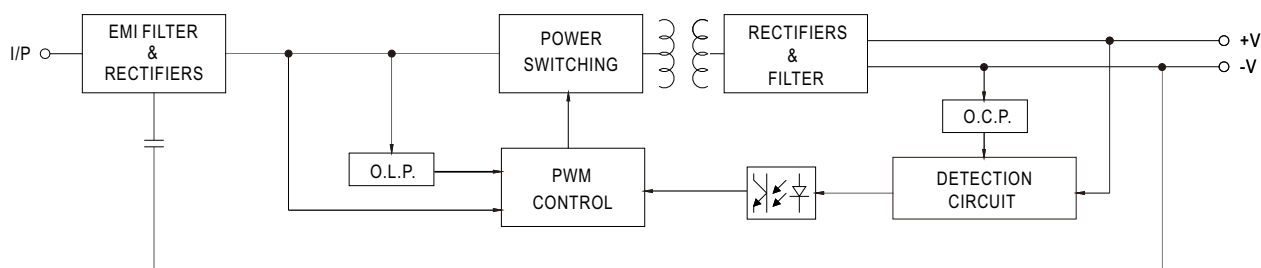 I/P
EMI FILTER
&
RECTIFIERS
POWER
SWITCHING
RECTIFIERS
&
FILTER
+V
-V
O.C.P.
O.L.P.
PWM
CONTROL
DETECTION
CIRCUIT